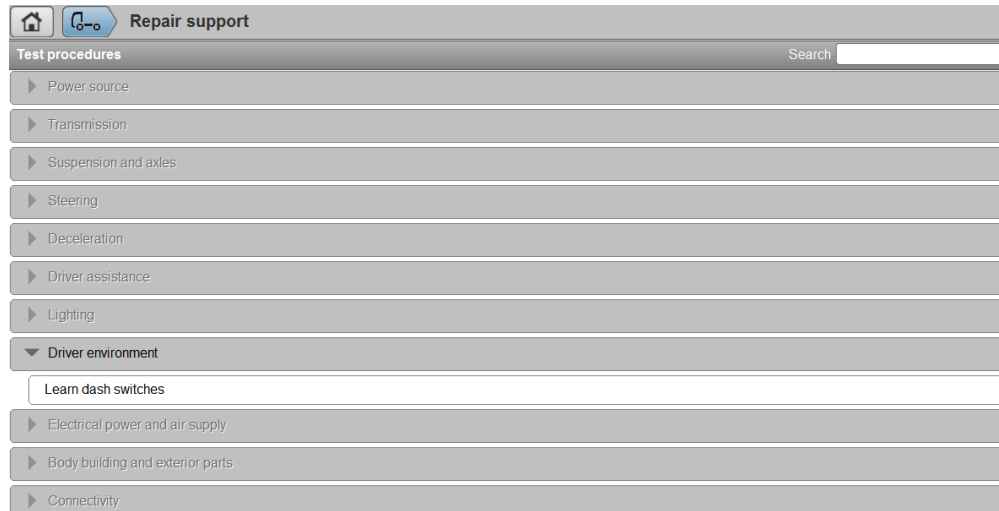 Repair support
Test procedures
Search
Power source
Transmission
Suspension and axles
Steering
Deceleration
Driver assistance
Lighting
Driver environment
Learn dash switches
Electrical power and air supply
Body building and exterior parts
Connectivity